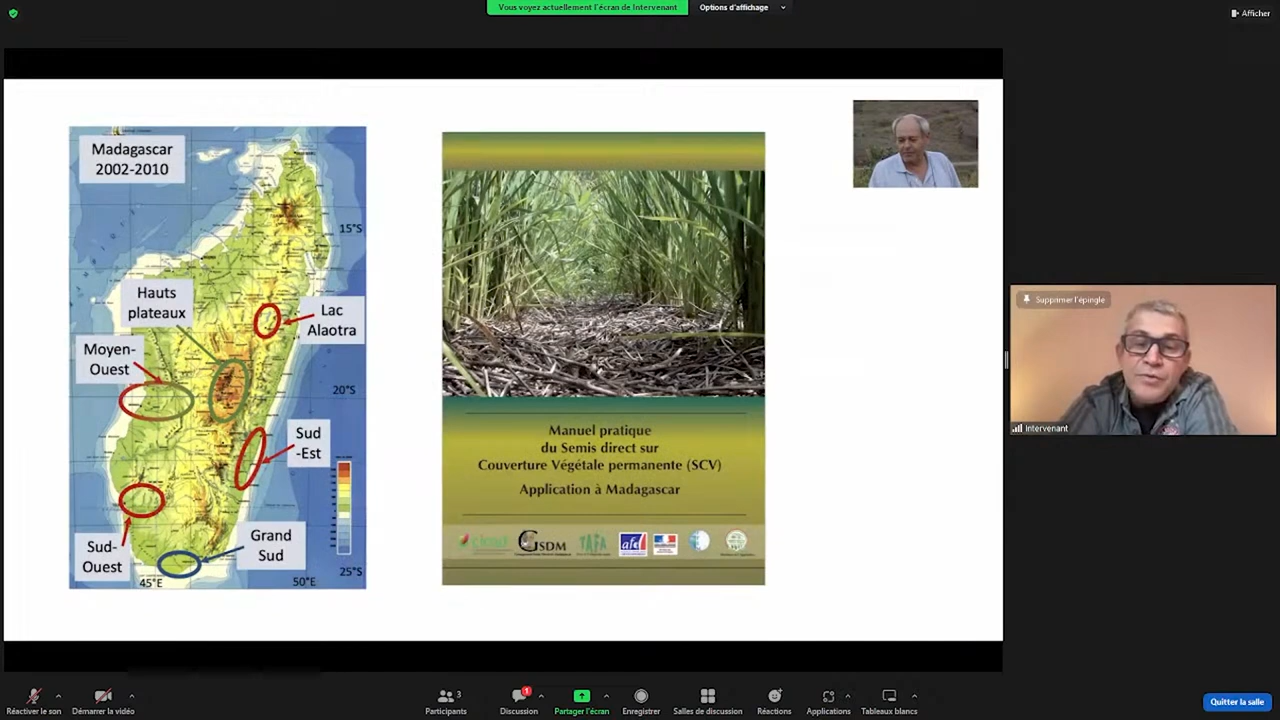 Vous voyez actuellement l'écran de Intervenant
Options d'affichage
Afficher
Madagascar
2002-2010
15°S
Hauts
plateaux
Lac
Alaotra
Moyen-
Ouest
20°S
Sud
-Est
Grand
Sud
Sud-
Ouest
25°S
45°E
50°E
Manuel pratique
du Semis direct sur
Couverture Végétale permanente (SCV)
Application à Madagascar
cirad
GSDM
TAFA
afd
Supprimer l'épingle
Intervenant
Réactiver le son
Démarrer la vidéo
Participants
3
Discussion
1
Partager l'écran
Enregistrer
Salles de discussion
Réactions
Applications
Tableaux blancs
Quitter la salle